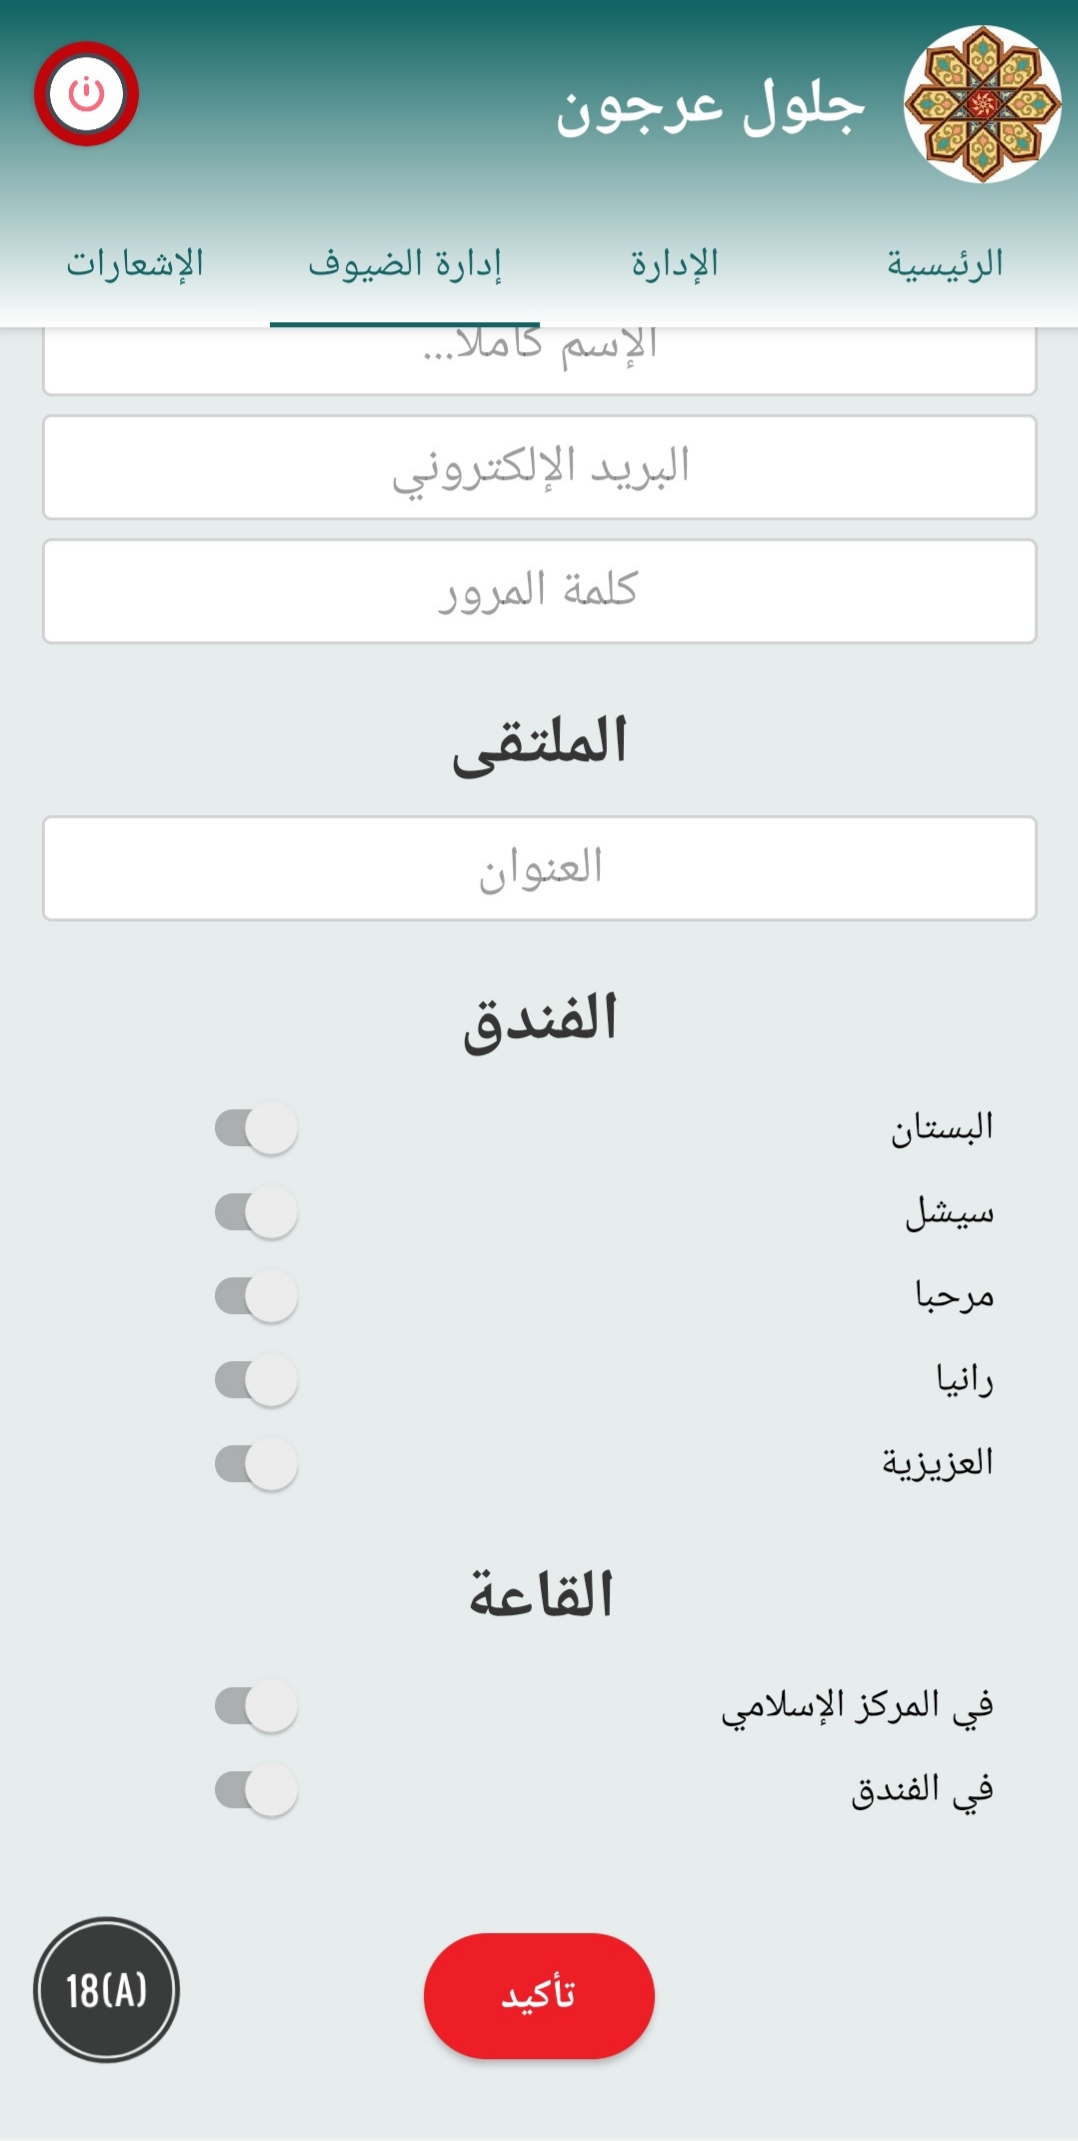 جلول عرجون
الرئيسية الإدارة إدارة الضيوف الإشعارات
الإسم كاملا...
البريد الإلكتروني
كلمة المرور
الملتقى
العنوان
الفندق
البستان
سيشل
مرحبا
رانيا
العزيزية
القاعة
في المركز الإسلامي
في الفندق
تأكيد
18(A)